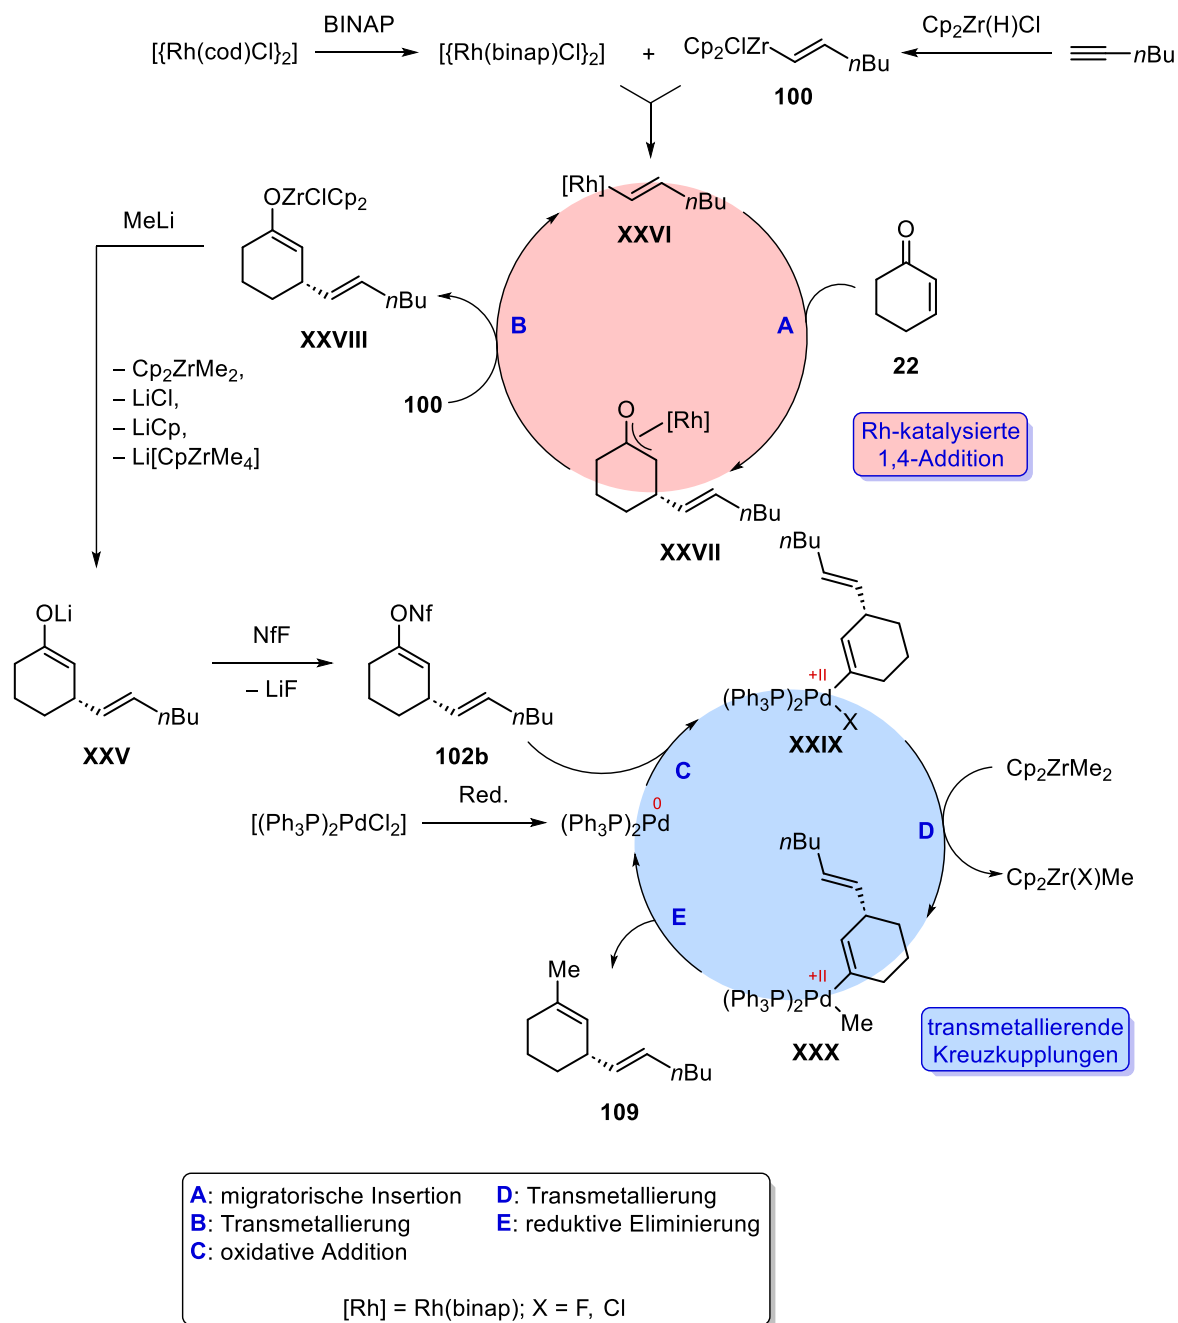 BINAP
Cp2Zr(H)Cl
[{Rh(cod)Cl}2]
[{Rh(binap)Cl}2]
+
Cp2ClZr
nBu
100
nBu
OZrClCp2
MeLi
[Rh]
nBu
XXVI
O
nBu
XXVIII
B
A
22
– Cp2ZrMe2,
– LiCl,
– LiCp,
– Li[CpZrMe4]
100
O
[Rh]
Rh-katalysierte
1,4-Addition
nBu
XXVII
nBu
OLi
NfF
– LiF
ONf
nBu
XXV
nBu
102b
+II
(Ph3P)2Pd
X
XXIX
C
Cp2ZrMe2
Red.
[(Ph3P)2PdCl2]
0
(Ph3P)2Pd
D
nBu
Cp2Zr(X)Me
E
Me
+II
(Ph3P)2Pd
Me
XXX
transmetallierende
Kreuzkupplungen
nBu
109
A: migratorische Insertion
D: Transmetallierung
B: Transmetallierung
E: reduktive Eliminierung
C: oxidative Addition
[Rh] = Rh(binap); X = F, Cl